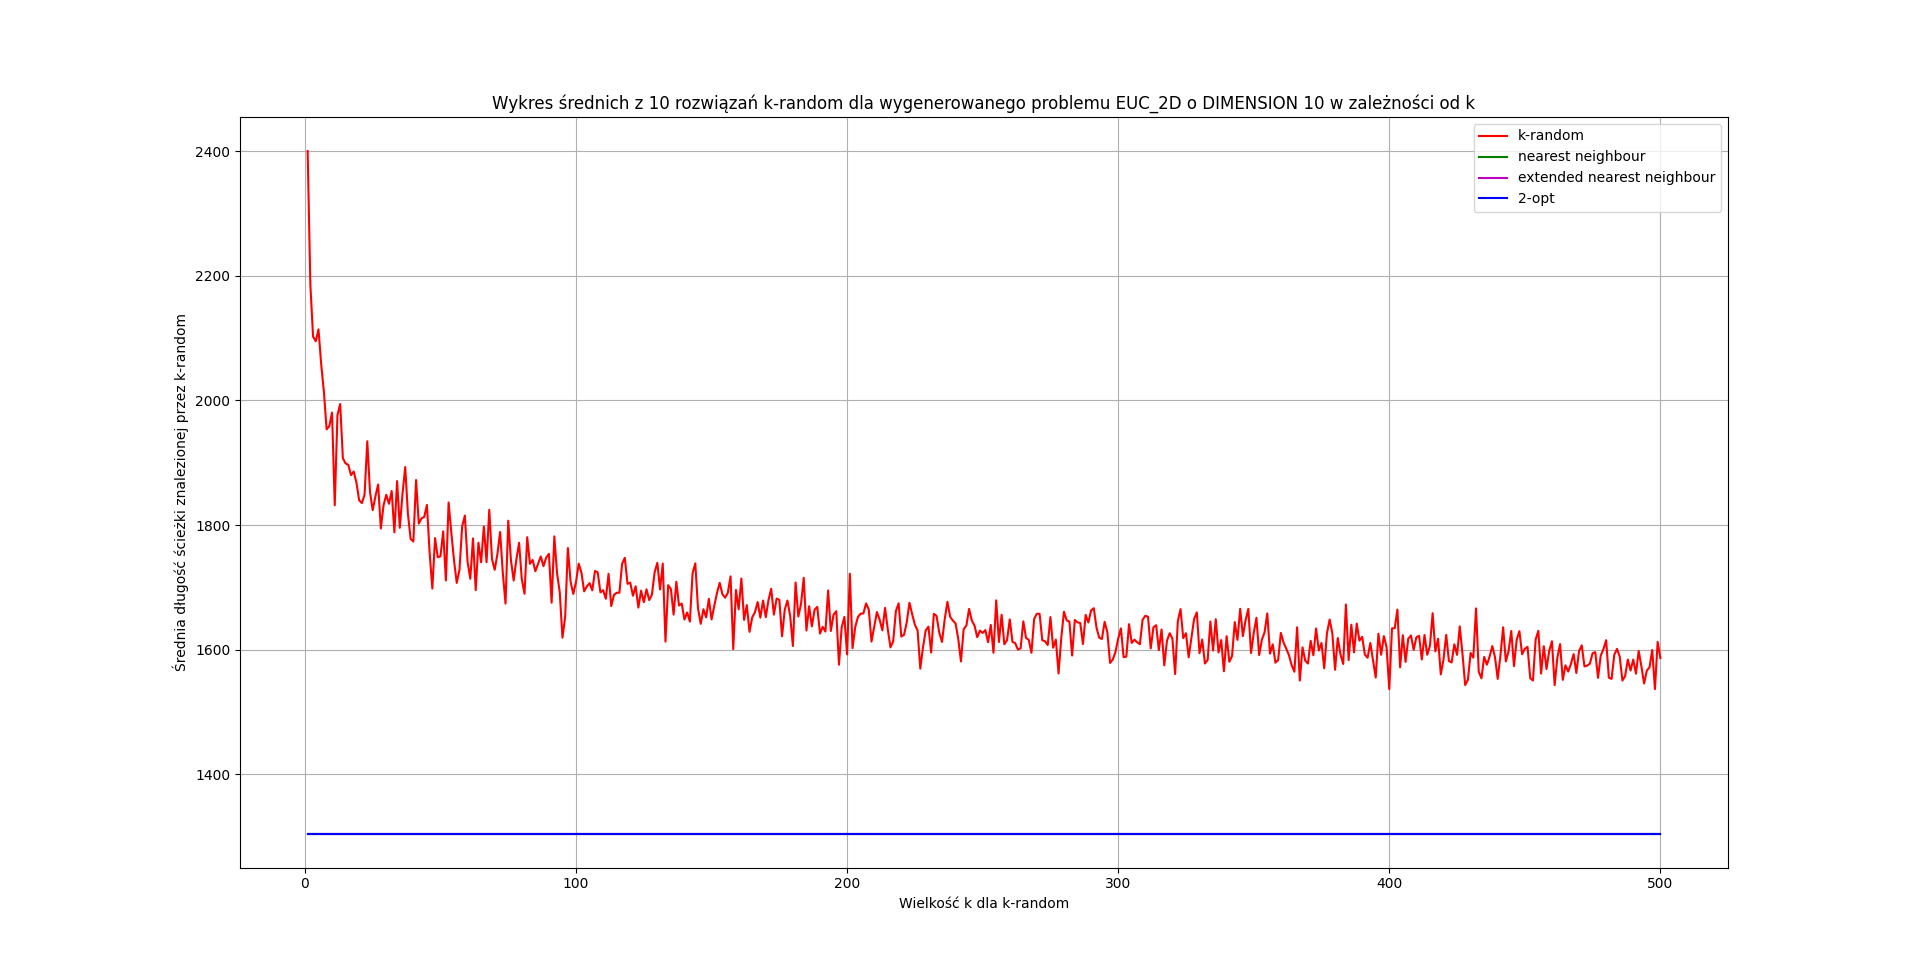 Wykres średnich z 10 rozwiązań k-random dla wygenerowanego problemu EUC_2D o DIMENSION 10 w zależności od k
k-random
nearest neighbour
extended nearest neighbour
2-opt
Średnia długość ścieżki znalezionej przez k-random
2400
2200
2000
1800
1600
1400
0 100 200 300 400 500
Wielkość k dla k-random